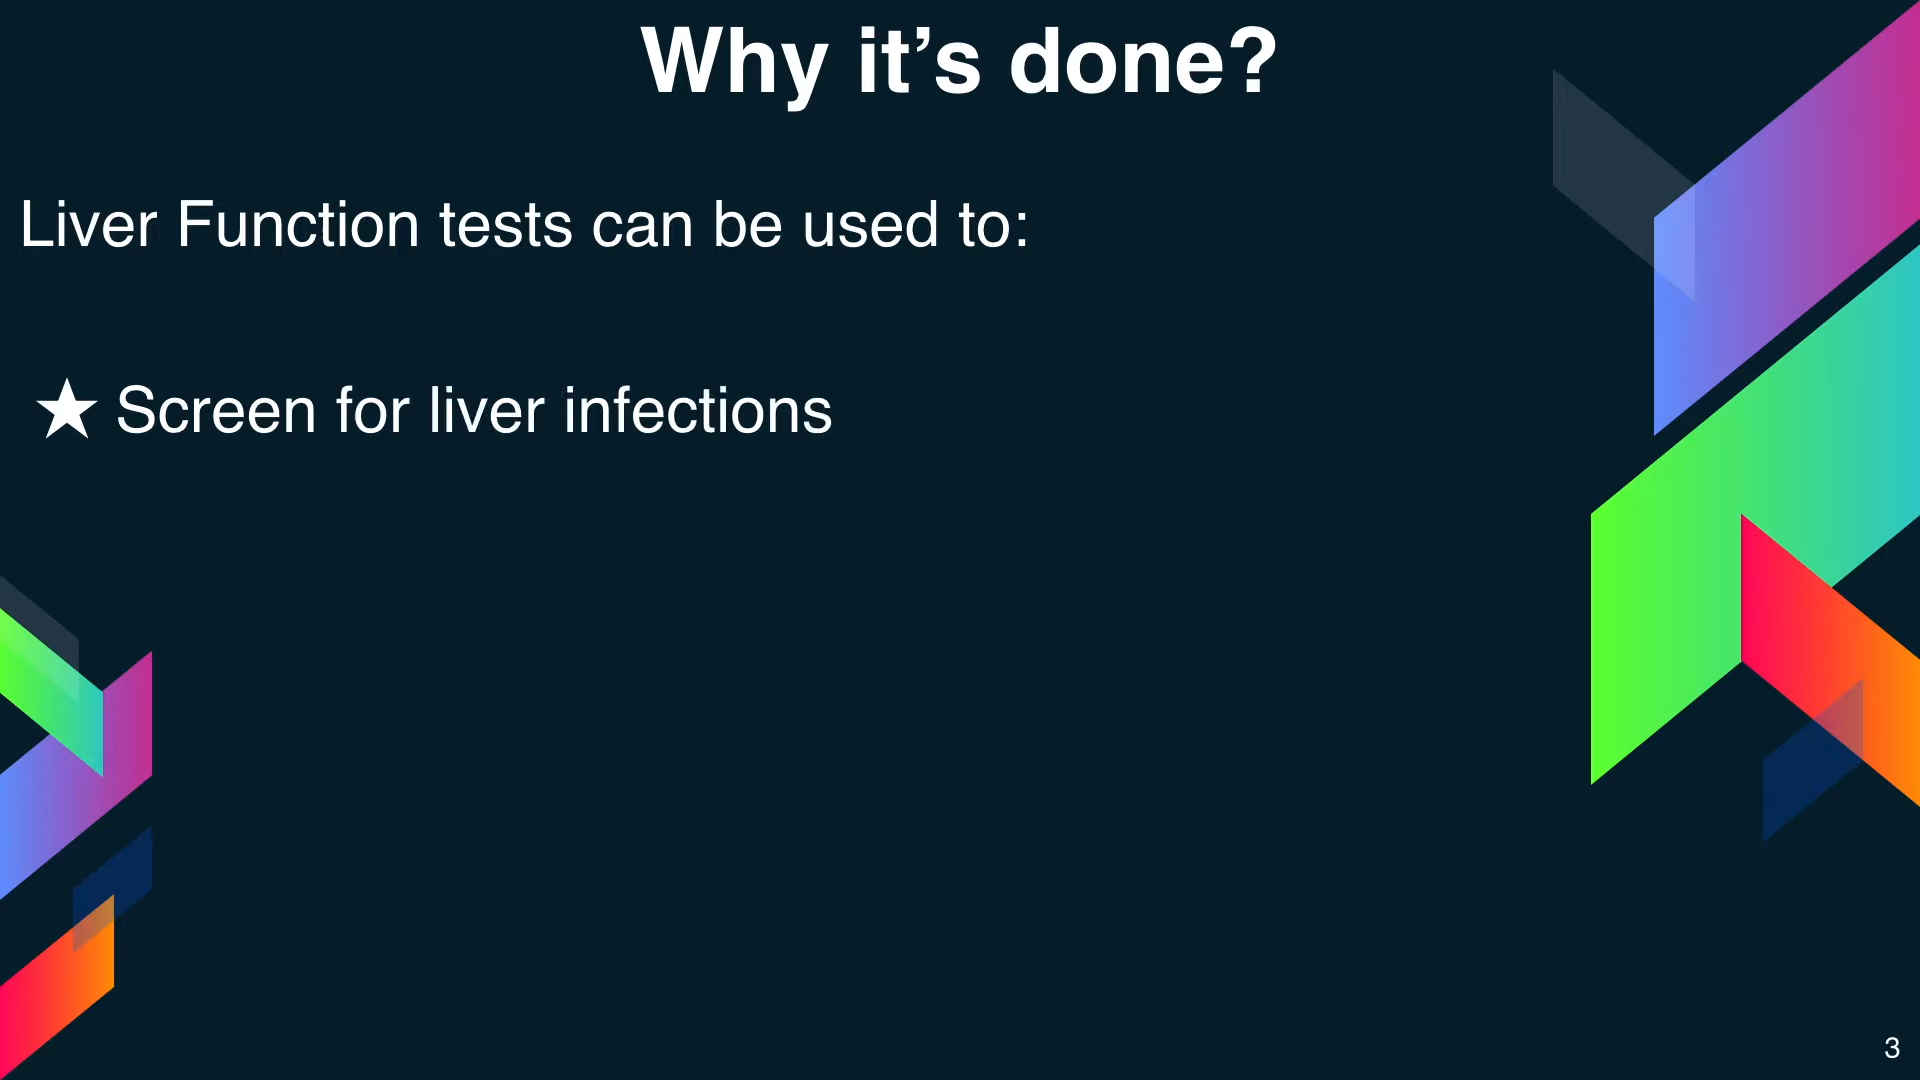 Why it’s done?
Liver Function tests can be used to:
★ Screen for liver infections
3